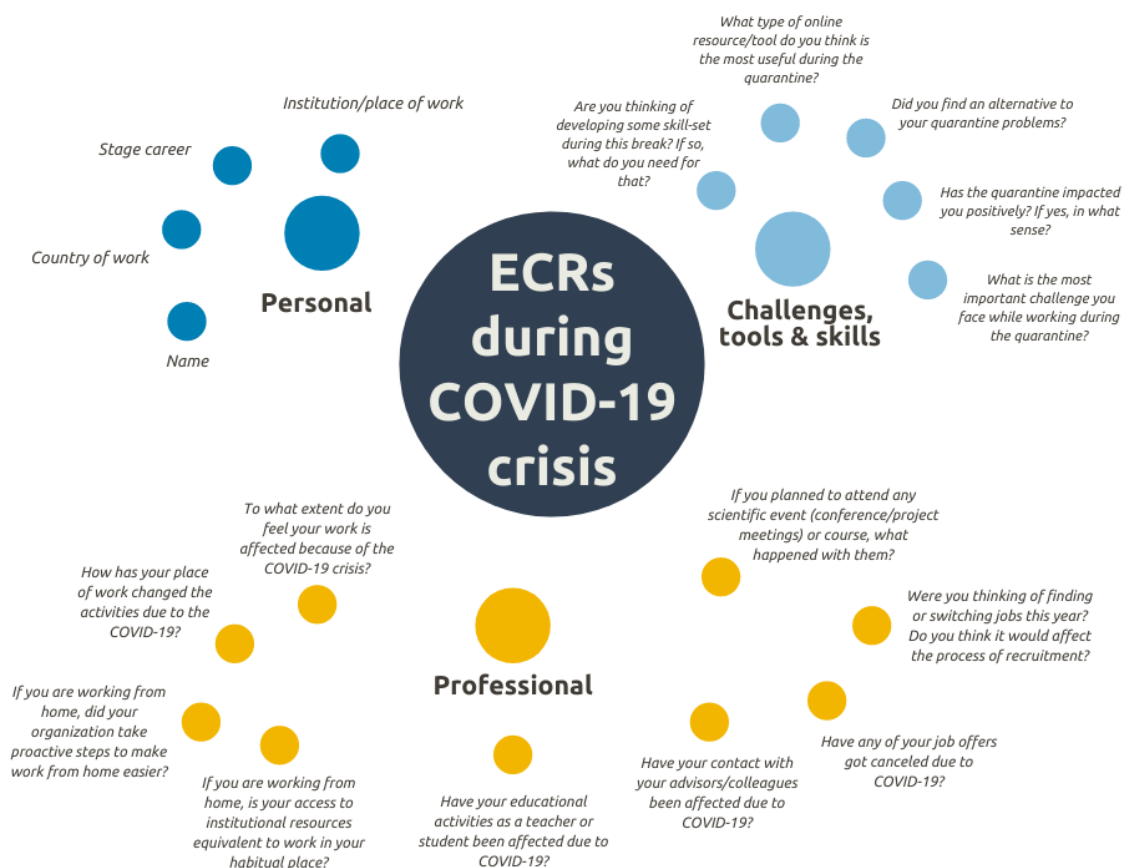 Institution/place of work
Stage career
Country of work
Name
Personal
What type of online
resource/tool do you think is
the most useful during the
quarantine?
Are you thinking of
developing some skill-set
during this break? If so,
what do you need for
that?
Did you find an alternative to
your quarantine problems?
Has the quarantine impacted
you positively? If yes, in what
sense?
What is the most
important challenge you
face while working during
the quarantine?
Challenges,
tools & skills
ECRs
during
COVID-19
crisis
To what extent do you
feel your work is
affected because of the
COVID-19 crisis?
How has your place
of work changed the
activities due to the
COVID-19?
If you are working from
home, did your
organization take
proactive steps to make
work from home easier?
If you are working from
home, is your access to
institutional resources
equivalent to work in your
habitual place?
Professional
Have your educational
activities as a teacher or
student been affected due to
COVID-19?
If you planned to attend any
scientific event (conference/project
meetings) or course, what
happened with them?
Were you thinking of finding
or switching jobs this year?
Do you think it would affect
the process of recruitment?
Have any of your job offers
got canceled due to
COVID-19?
Have your contact with
your advisors/colleagues
been affected due to
COVID-19?